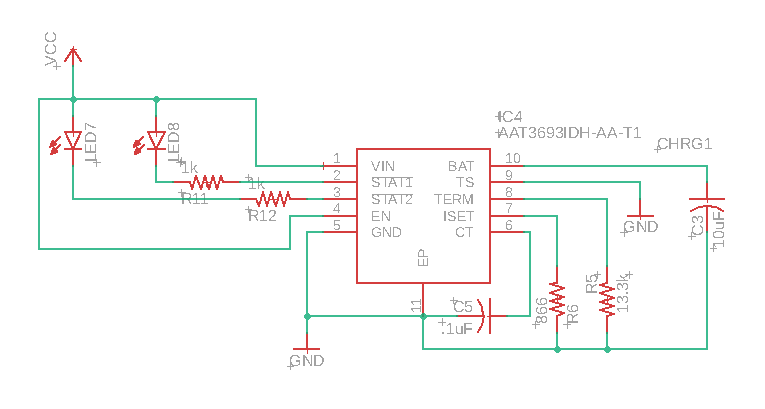 VCC
LED7
LED8
IC4
AAT3693IDH-AA-T1
CHRG1
1k
R11
1k
R12
1
2
3
4
5
VIN
STAT1
STAT2
EN
GND
BAT
TS
TERM
ISET
CT
10
9
8
7
6
EP
11
C5
.1uF
866
R6
R5
13.3k
GND
C3
10uF
GND